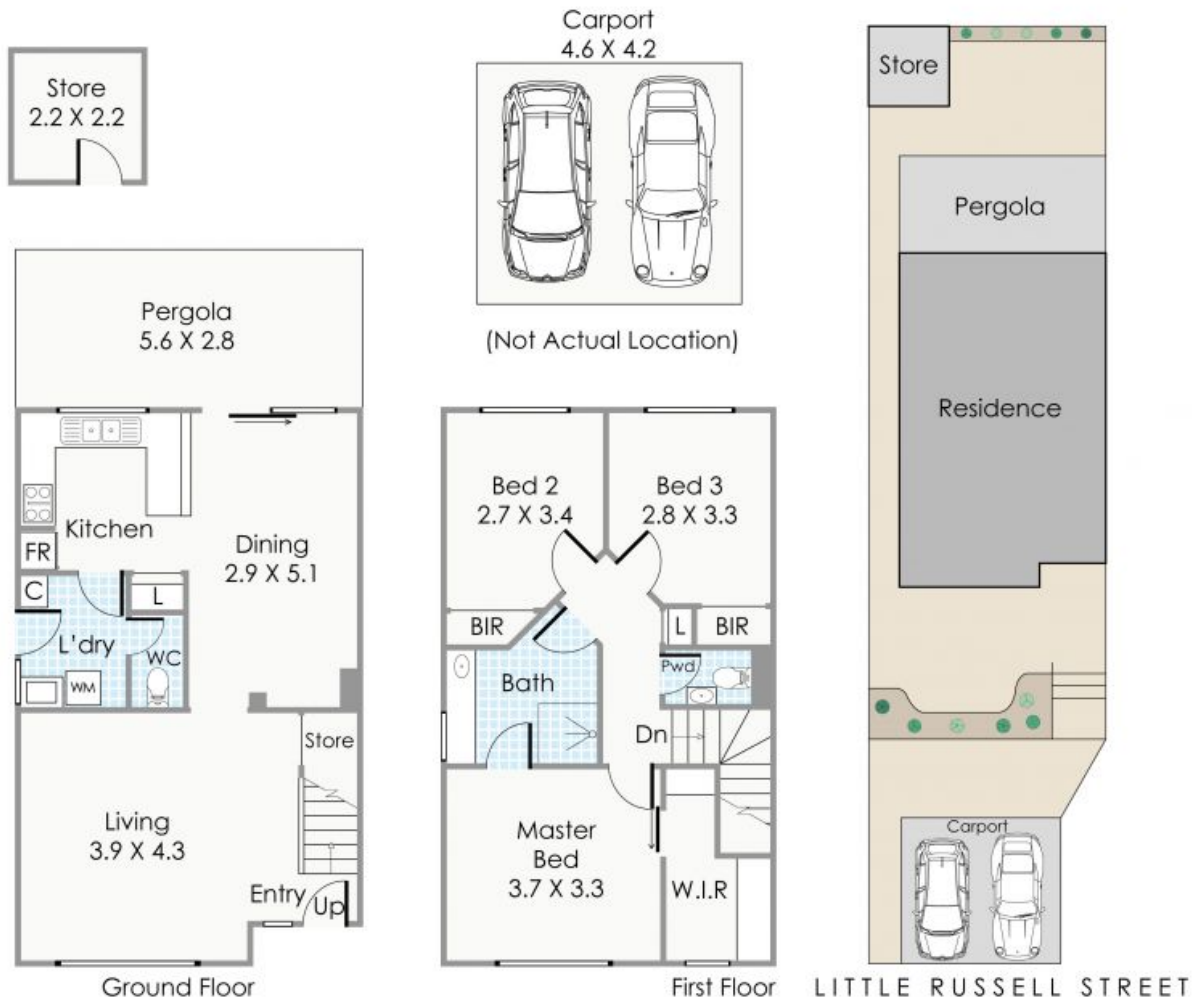 Store
2.2 X 2.2
Carport
4.6 X 4.2
(Not Actual Location)
Pergola
5.6 X 2.8
Kitchen
FR
Dining
2.9 X 5.1
C
L
L'dry
WC
WM
Store
Living
3.9 X 4.3
Entry
Up
Ground Floor
Bed 2
2.7 X 3.4
Bed 3
2.8 X 3.3
BIR
L
BIR
Bath
Pwd
Dn
Master
Bed
3.7 X 3.3
W.I.R
First Floor
Store
Pergola
Residence
Carport
LITTLE RUSSELL STREET